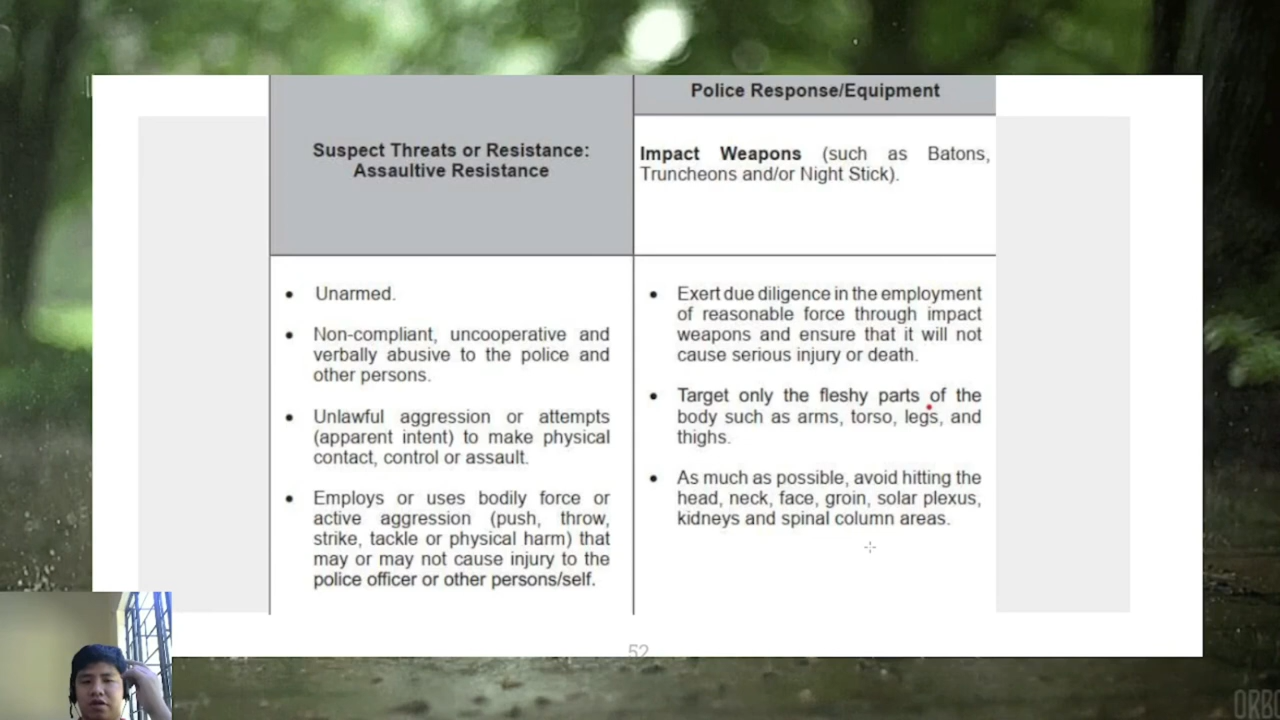 Police Response/Equipment
Suspect Threats or Resistance:
Assaultive Resistance
Impact Weapons (such as Batons,
Truncheons and/or Night Stick).
Unarmed.
Non-compliant, uncooperative and
verbally abusive to the police and
other persons.
Unlawful aggression or attempts
(apparent intent) to make physical
contact, control or assault.
Employs or uses bodily force or
active aggression (push, throw,
strike, tackle or physical harm) that
may or may not cause injury to the
police officer or other persons/self.
Exert due diligence in the employment
of reasonable force through impact
weapons and ensure that it will not
cause serious injury or death.
Target only the fleshy parts of the
body such as arms, torso, legs, and
thighs.
As much as possible, avoid hitting the
head, neck, face, groin, solar plexus,
kidneys and spinal column areas.
52